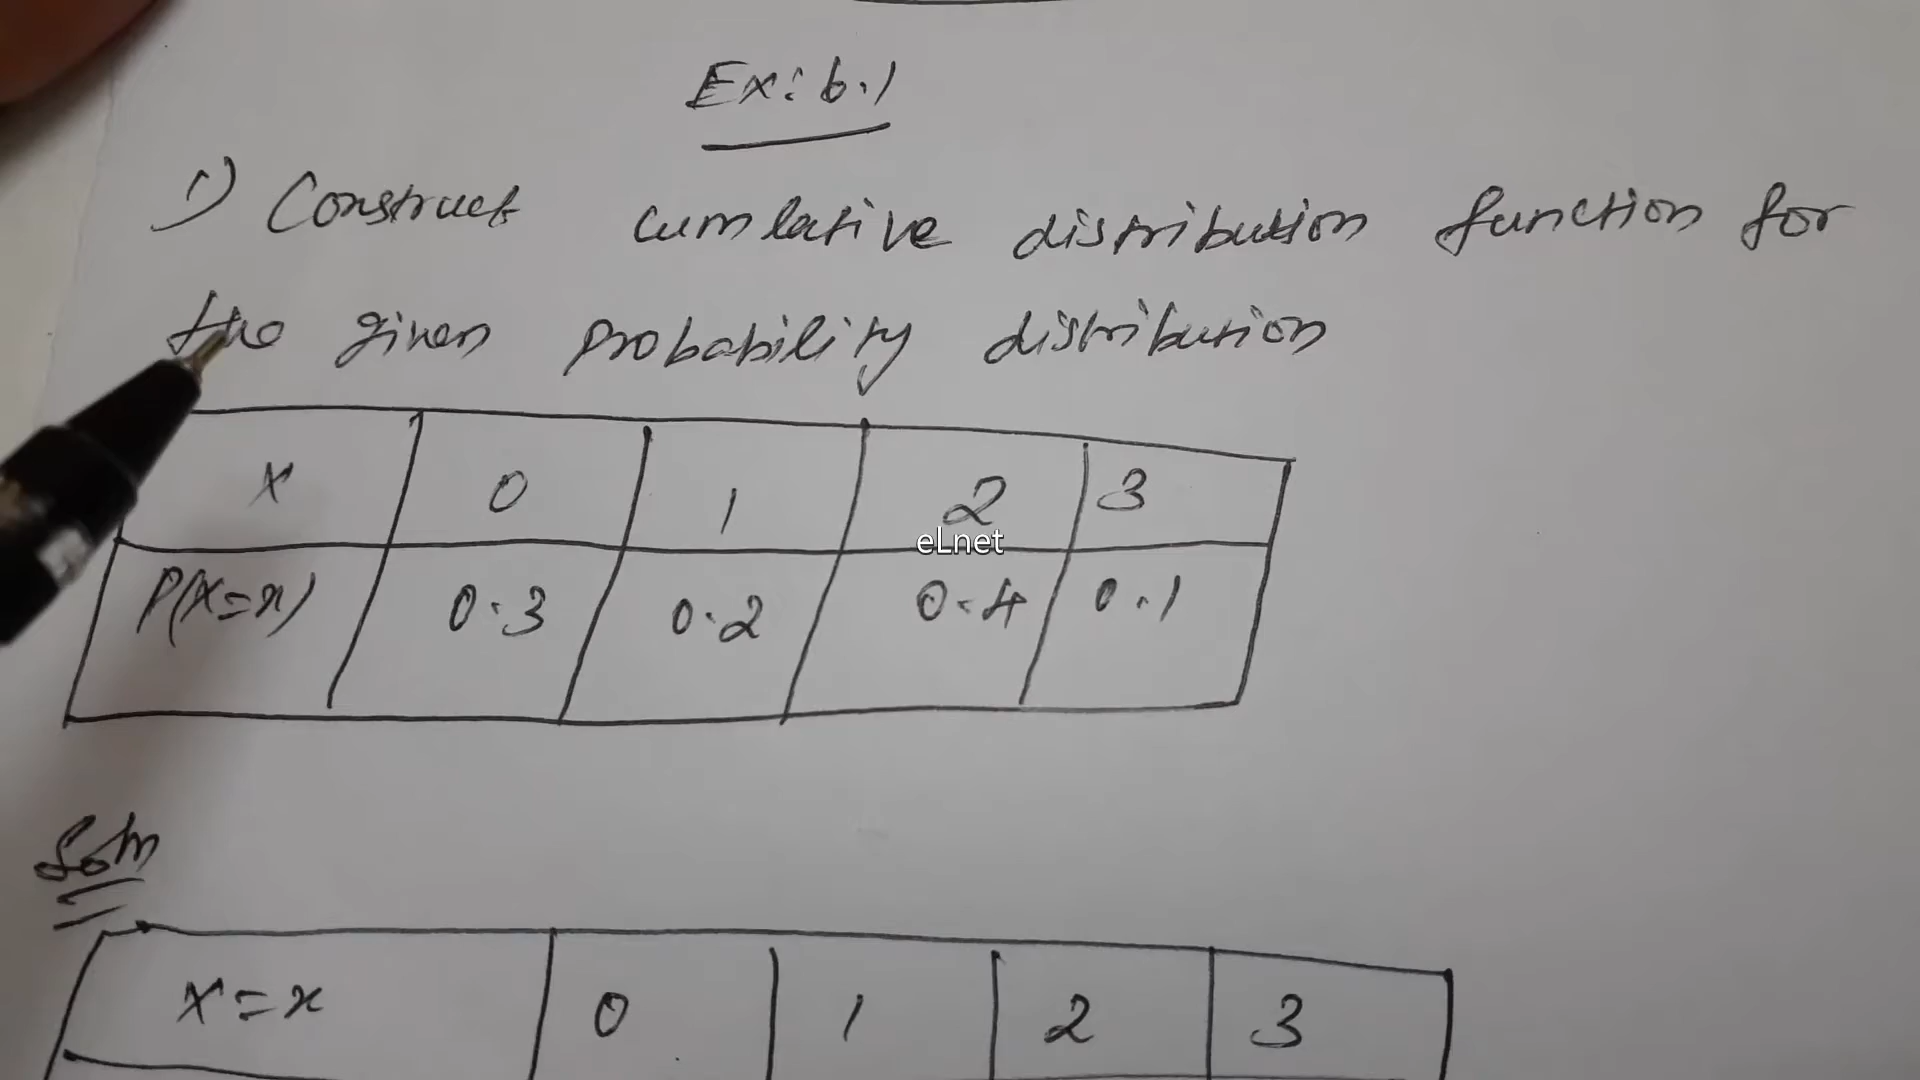 Ex: 6.1
1) Construct cumlative distribution function for
the given probability distribution
X 0 1 2 3
eLnet
P(X=x) 0.3 0.2 0.4 0.1
Soln
X=x 0 1 2 3